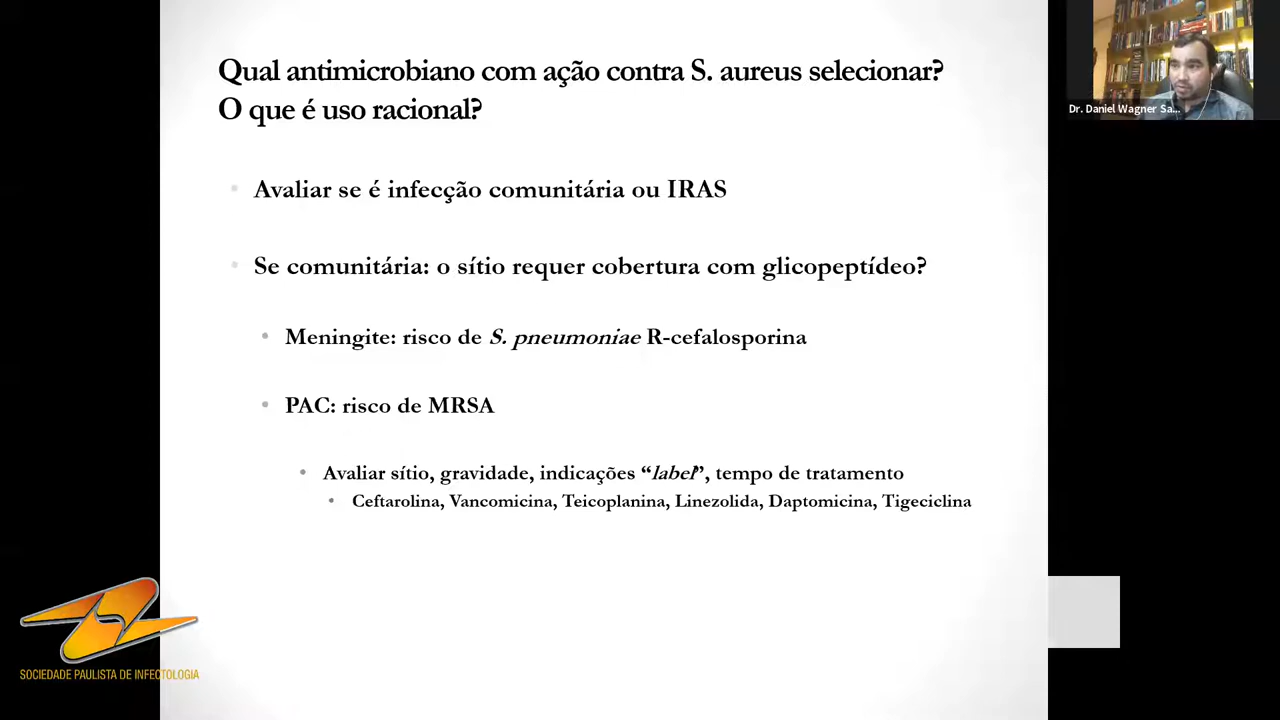 Qual antimicrobiano com ação contra S. aureus selecionar?
O que é uso racional?
Dr. Daniel Wagner Sa...
• Avaliar se é infecção comunitária ou IRAS
• Se comunitária: o sítio requer cobertura com glicopeptídeo?
• Meningite: risco de S. pneumoniae R-cefalosporina
• PAC: risco de MRSA
• Avaliar sítio, gravidade, indicações “label”, tempo de tratamento
• Ceftarolina, Vancomicina, Teicoplanina, Linezolida, Daptomicina, Tigeciclina
SOCIEDADE PAULISTA DE INFECTOLOGIA